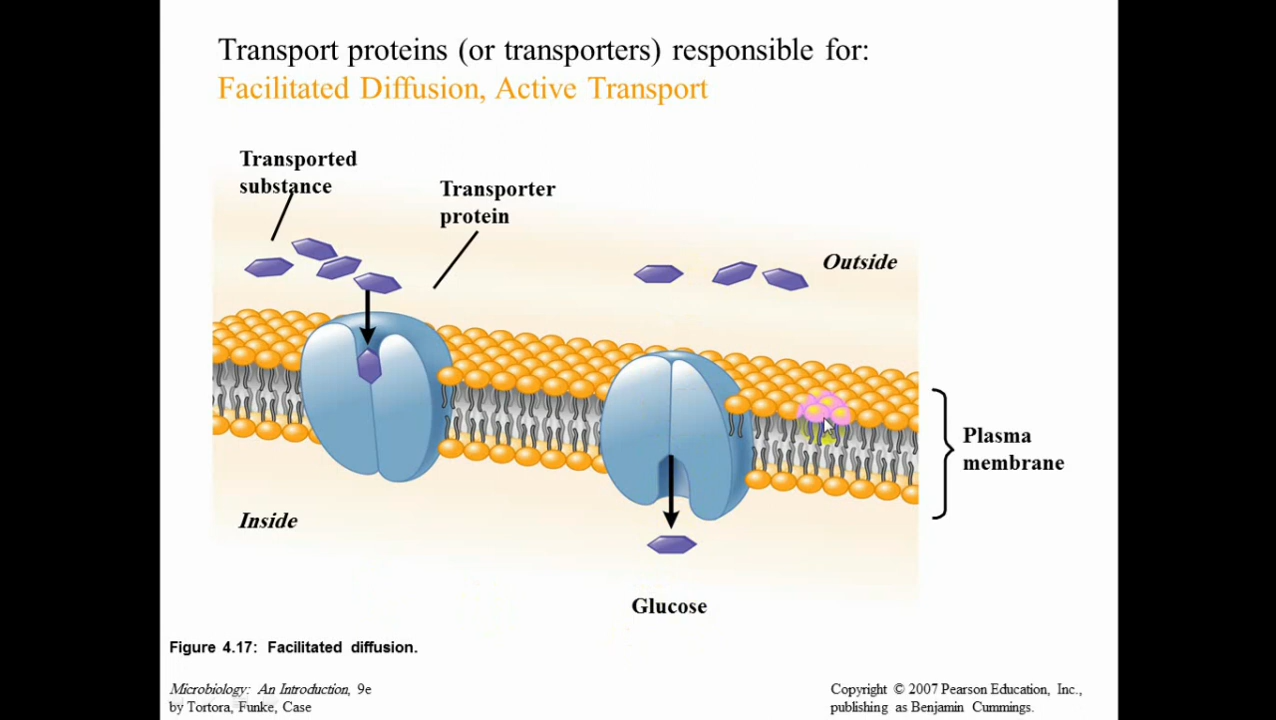 Transport proteins (or transporters) responsible for:
Facilitated Diffusion, Active Transport
Transported
substance
Transporter
protein
Outside
Plasma
membrane
Inside
Glucose
Figure 4.17: Facilitated diffusion.
Microbiology: An Introduction, 9e
by Tortora, Funke, Case
Copyright © 2007 Pearson Education, Inc.,
publishing as Benjamin Cummings.